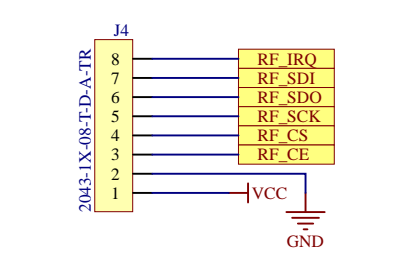 J4
2043-1X-08-T-D-A-TR
8 RF_IRQ
7 RF_SDI
6 RF_SDO
5 RF_SCK
4 RF_CS
3 RF_CE
2
1 VCC
GND